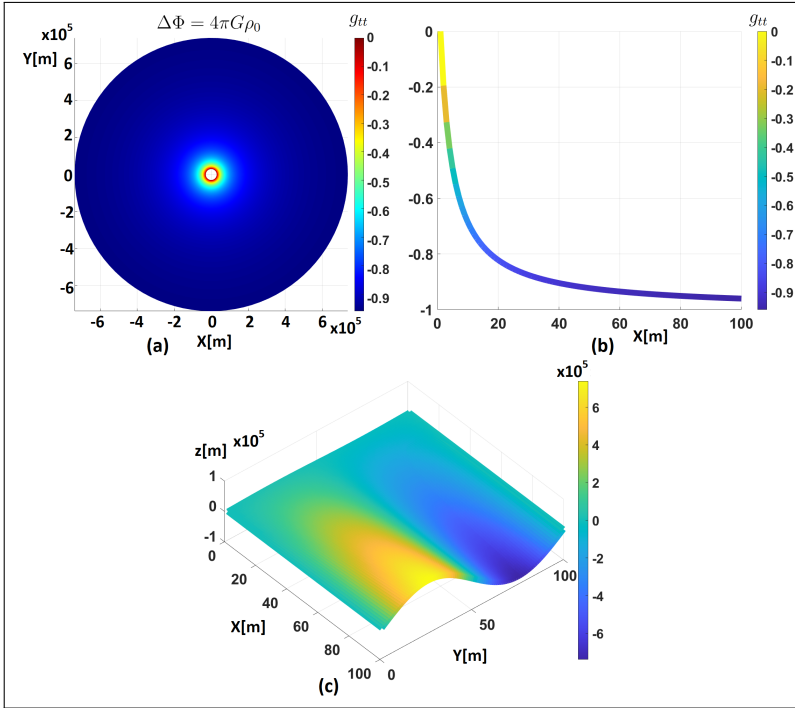 ΔΦ = 4πGρ₀
g_tt
x10⁵
Y[m]
6
4
2
0
-2
-4
-6
-6 -4 -2 0 2 4 6
x10⁵
X[m]
(a)
0
-0.1
-0.2
-0.3
-0.4
-0.5
-0.6
-0.7
-0.8
-0.9
g_tt
0
-0.2
-0.4
-0.6
-0.8
-1
0 20 40 60 80 100
X[m]
(b)
0
-0.1
-0.2
-0.3
-0.4
-0.5
-0.6
-0.7
-0.8
-0.9
x10⁵
z[m]
1
0
-1
0
20
40
60
80
100
X[m]
0
50
100
Y[m]
(c)
x10⁵
6
4
2
0
-2
-4
-6